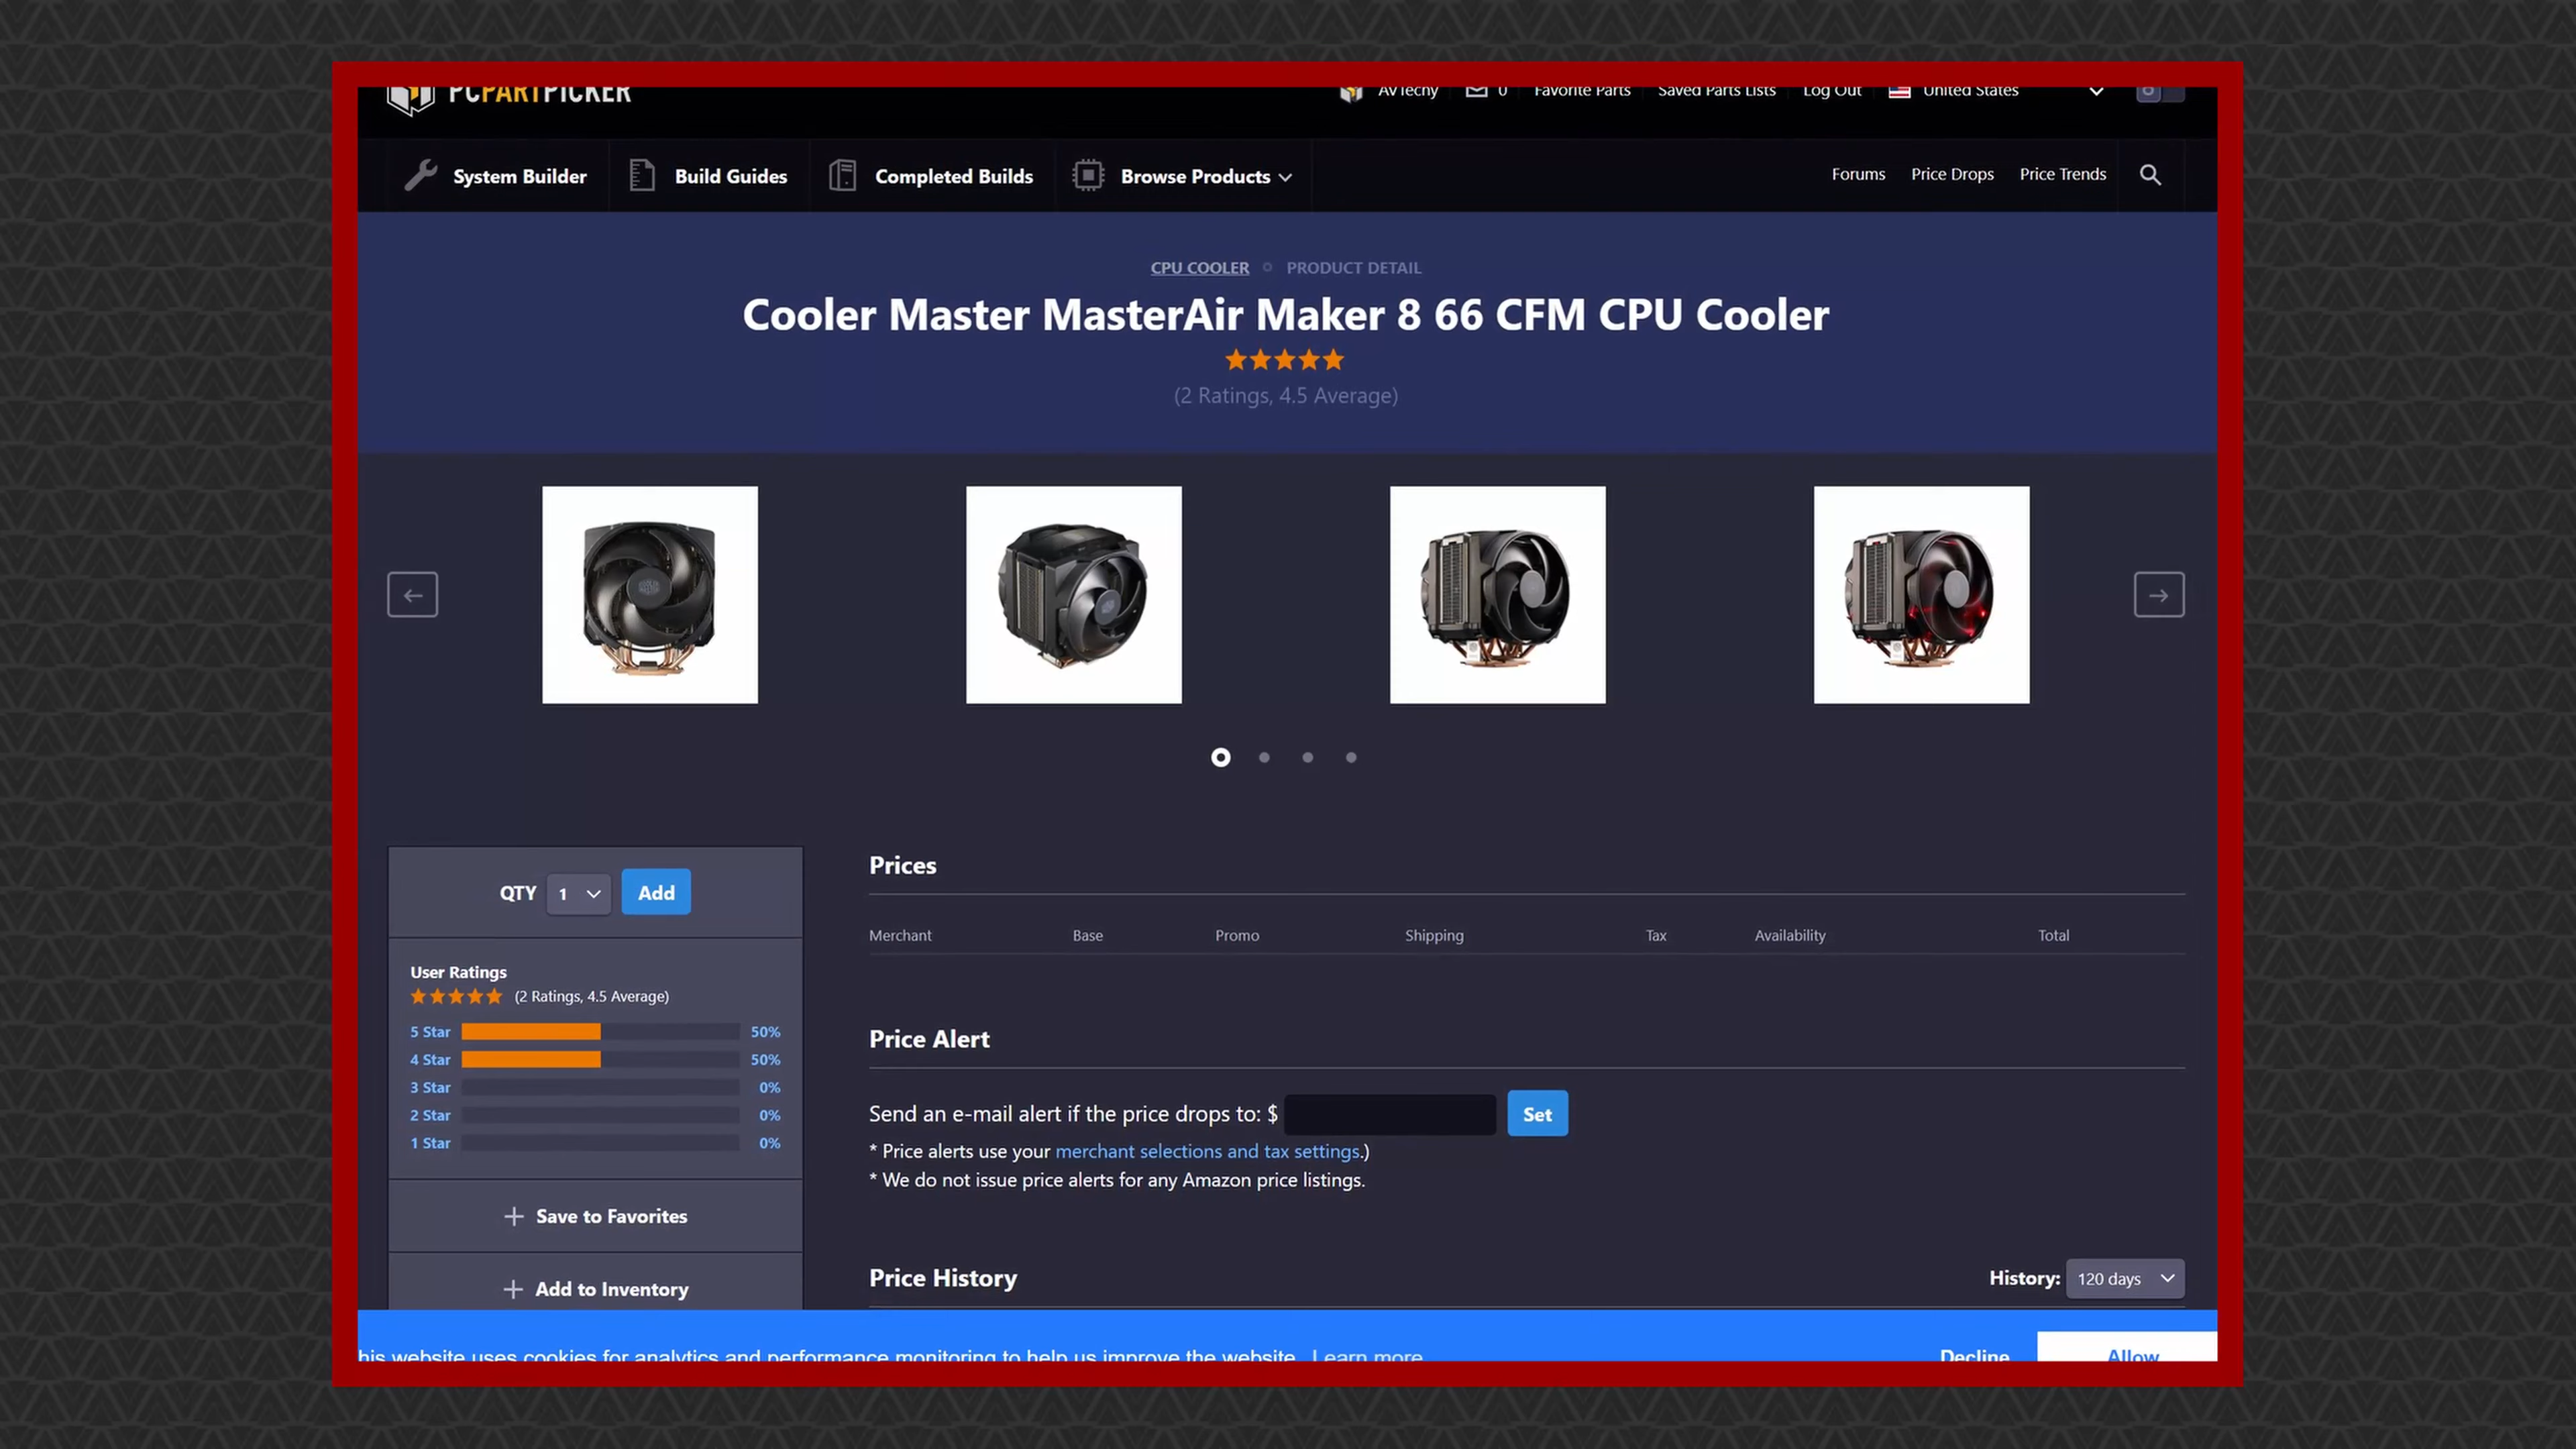 PCPARTPICKER
AVTechy 0 Favorite Parts Saved Parts Lists Log Out United States
System Builder Build Guides Completed Builds Browse Products
Forums Price Drops Price Trends
CPU COOLER PRODUCT DETAIL
Cooler Master MasterAir Maker 8 66 CFM CPU Cooler
(2 Ratings, 4.5 Average)
QTY 1 Add
User Ratings
(2 Ratings, 4.5 Average)
5 Star 50%
4 Star 50%
3 Star 0%
2 Star 0%
1 Star 0%
Save to Favorites
Add to Inventory
Prices
Merchant Base Promo Shipping Tax Availability Total
Price Alert
Send an e-mail alert if the price drops to: $ Set
* Price alerts use your merchant selections and tax settings.)
* We do not issue price alerts for any Amazon price listings.
Price History History: 120 days
his website uses cookies for analytics and performance monitoring to help us improve the website. Learn more Decline Allow